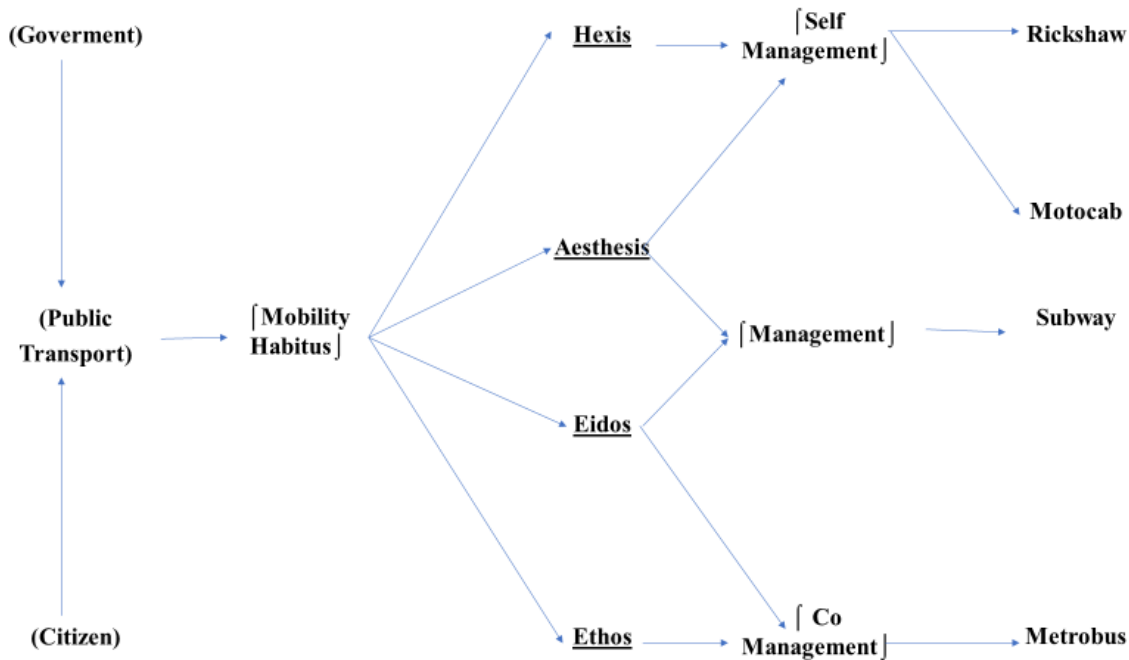 (Goverment)
Hexis
⌈Self
Management⌋
Rickshaw
Motocab
Aesthesis
(Public
Transport)
⌈Mobility
Habitus⌋
⌈Management⌋
Subway
Eidos
(Citizen)
Ethos
⌈ Co
Management⌋
Metrobus